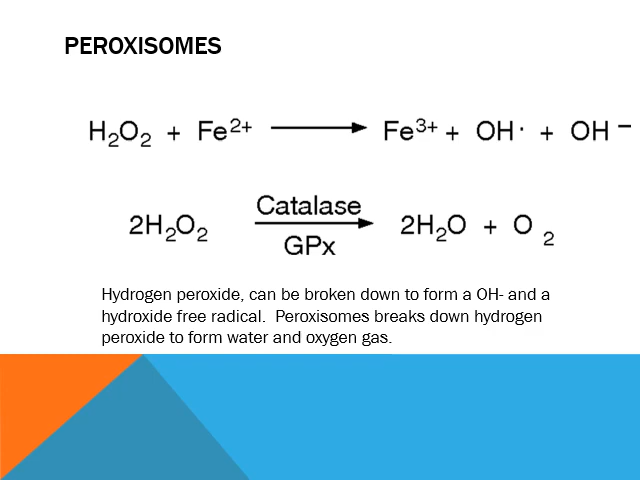 PEROXISOMES
H₂O₂ + Fe²⁺ ⟶ Fe³⁺ + OH· + OH⁻
Catalase
2H₂O₂ ⟶ 2H₂O + O₂
GPx
Hydrogen peroxide, can be broken down to form a OH- and a
hydroxide free radical. Peroxisomes breaks down hydrogen
peroxide to form water and oxygen gas.